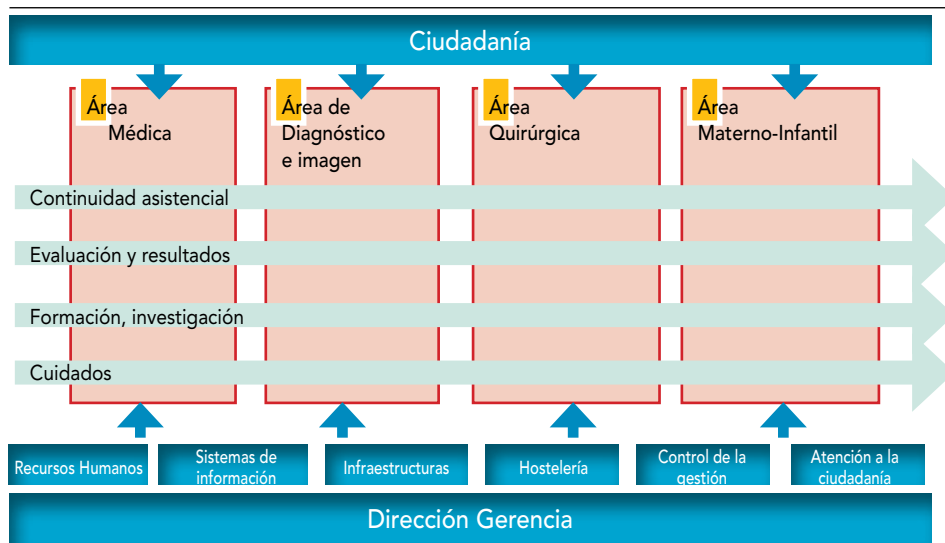 Ciudadanía
Área
Médica
Área de
Diagnóstico
e imagen
Área
Quirúrgica
Área
Materno-Infantil
Continuidad asistencial
Evaluación y resultados
Formación, investigación
Cuidados
Recursos Humanos
Sistemas de
información
Infraestructuras
Hostelería
Control de la
gestión
Atención a la
ciudadanía
Dirección Gerencia